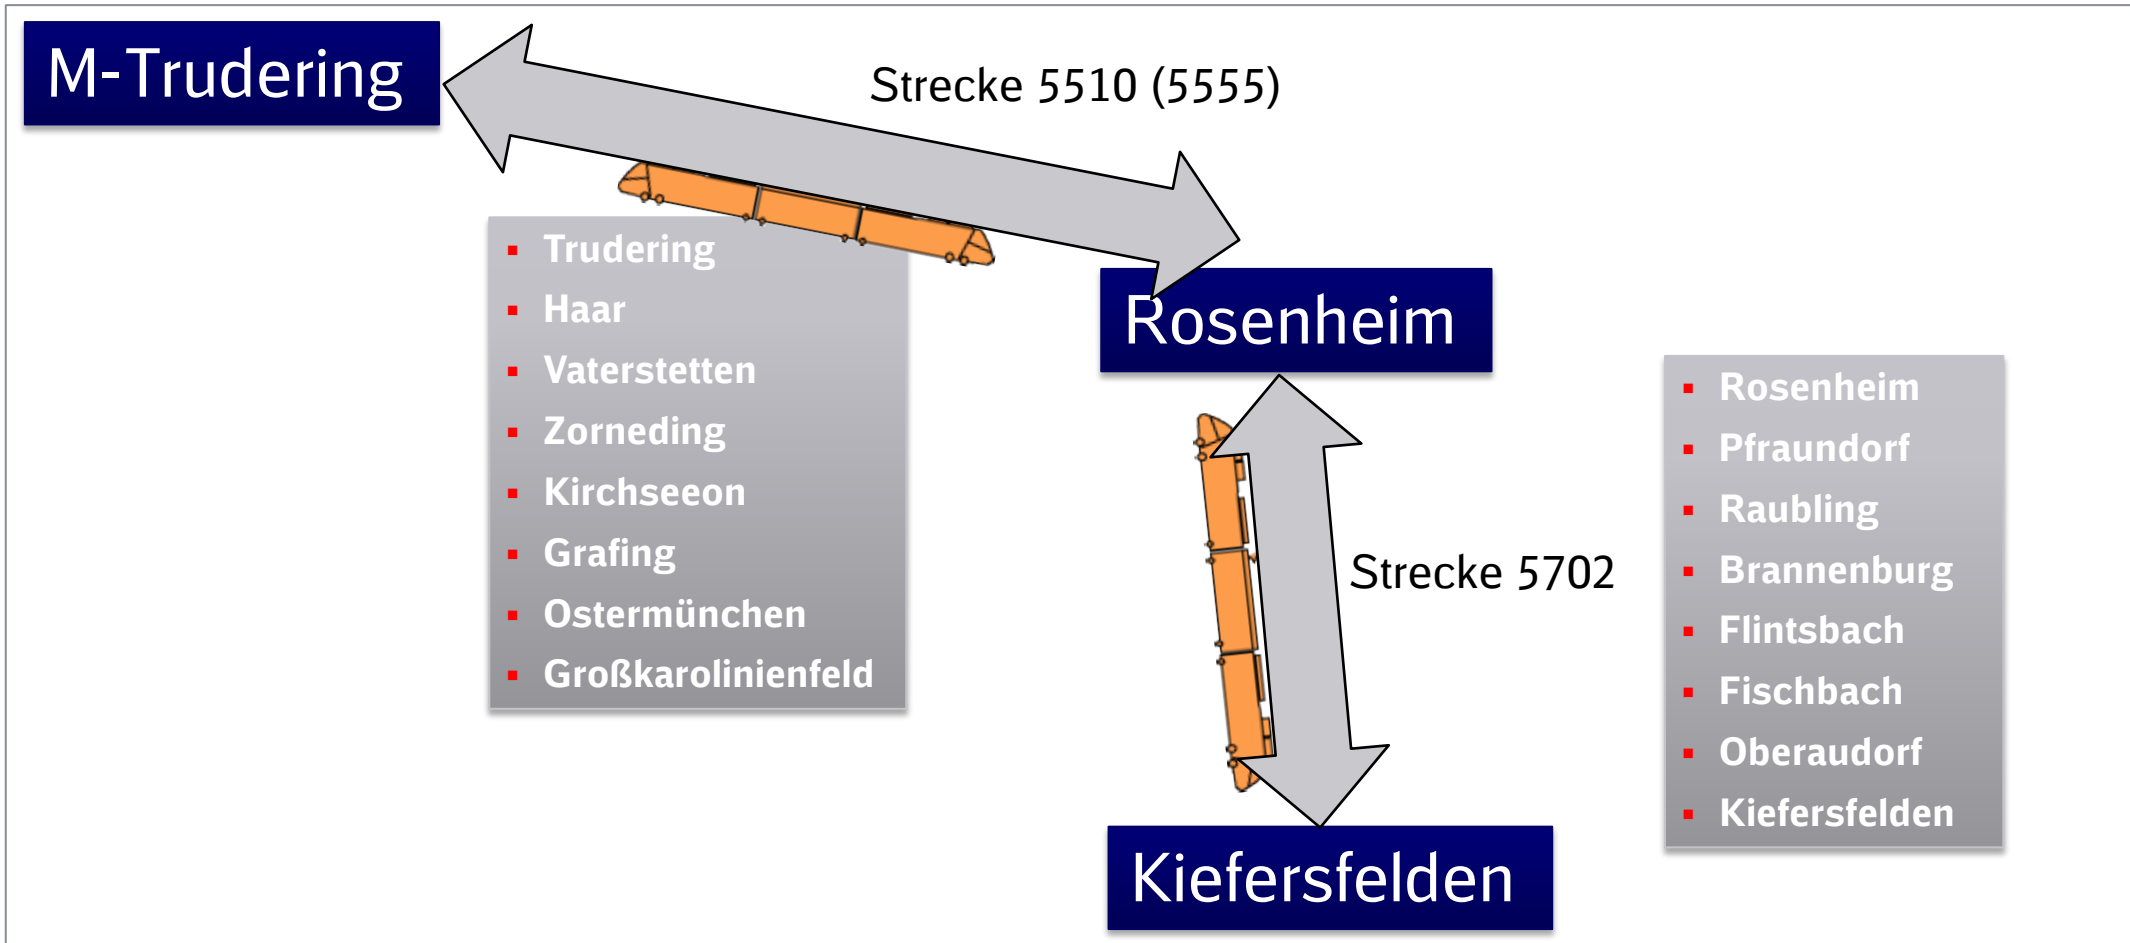 M-Trudering
Strecke 5510 (5555)
▪ Trudering
▪ Haar
▪ Vaterstetten
▪ Zorneding
▪ Kirchseeon
▪ Grafing
▪ Ostermünchen
▪ Großkarolinienfeld
Rosenheim
Strecke 5702
Kiefersfelden
▪ Rosenheim
▪ Pfraundorf
▪ Raubling
▪ Brannenburg
▪ Flintsbach
▪ Fischbach
▪ Oberaudorf
▪ Kiefersfelden